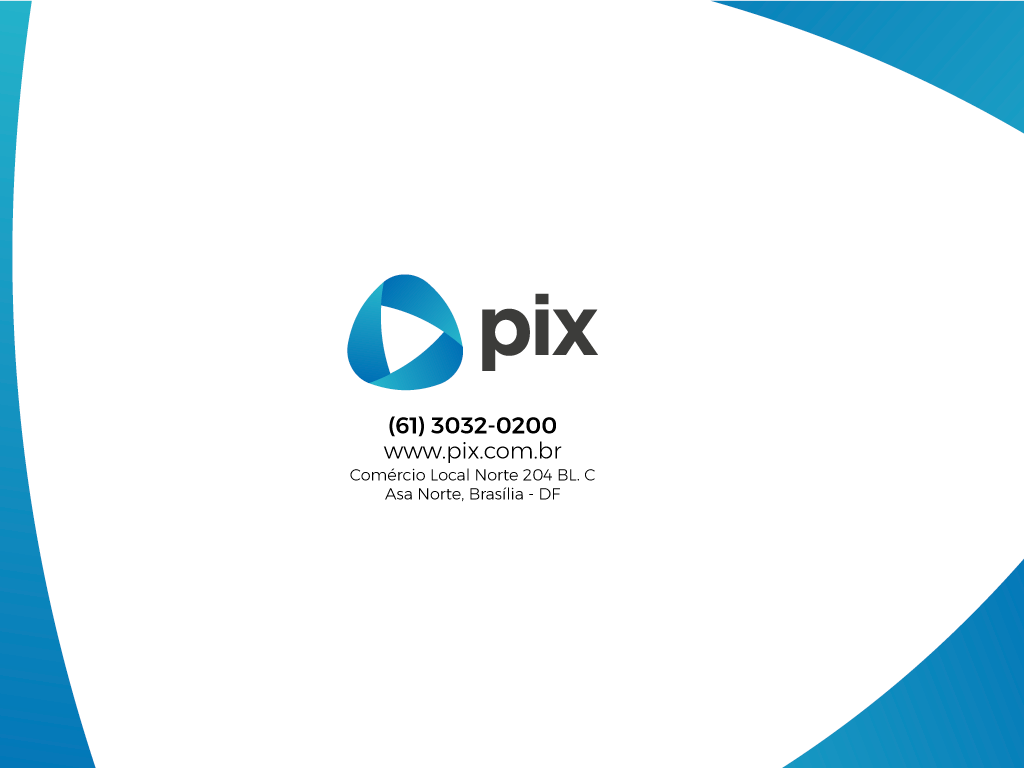 pix
(61) 3032-0200
www.pix.com.br
Comércio Local Norte 204 BL. C
Asa Norte, Brasília - DF